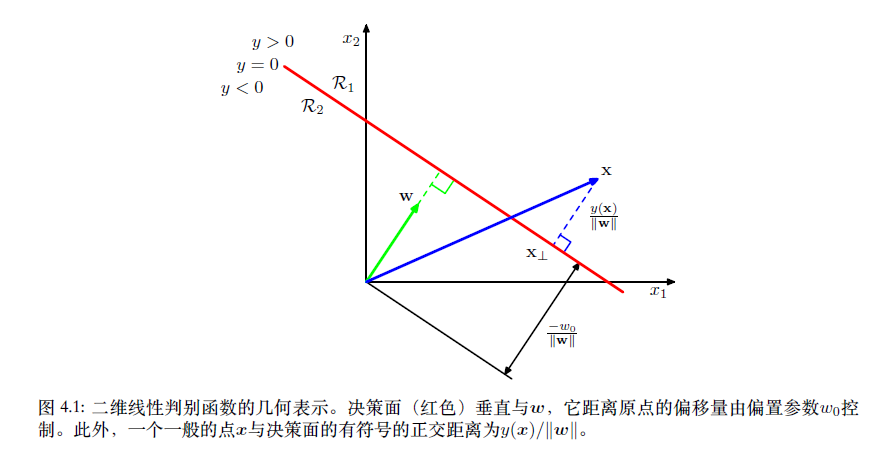 y > 0
x₂
y = 0
y < 0
R₁
R₂
x
w
y(x)/‖w‖
x⊥
x₁
−w₀/‖w‖
图 4.1: 二维线性判别函数的几何表示。决策面（红色）垂直与w，它距离原点的偏移量由偏置参数w₀控
制。此外，一个一般的点x与决策面的有符号的正交距离为y(x)/‖w‖。